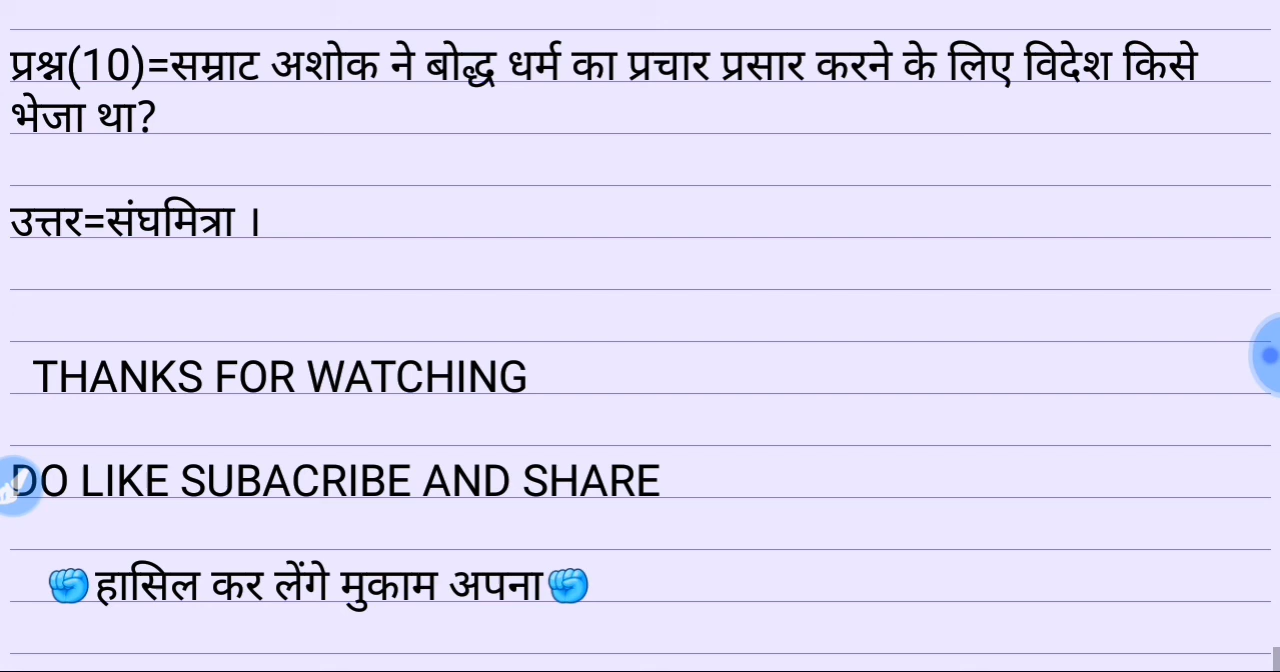 प्रश्न(10)=सम्राट अशोक ने बोद्ध धर्म का प्रचार प्रसार करने के लिए विदेश किसे
भेजा था?
उत्तर=संघमित्रा ।
THANKS FOR WATCHING
DO LIKE SUBACRIBE AND SHARE
✊हासिल कर लेंगे मुकाम अपना✊